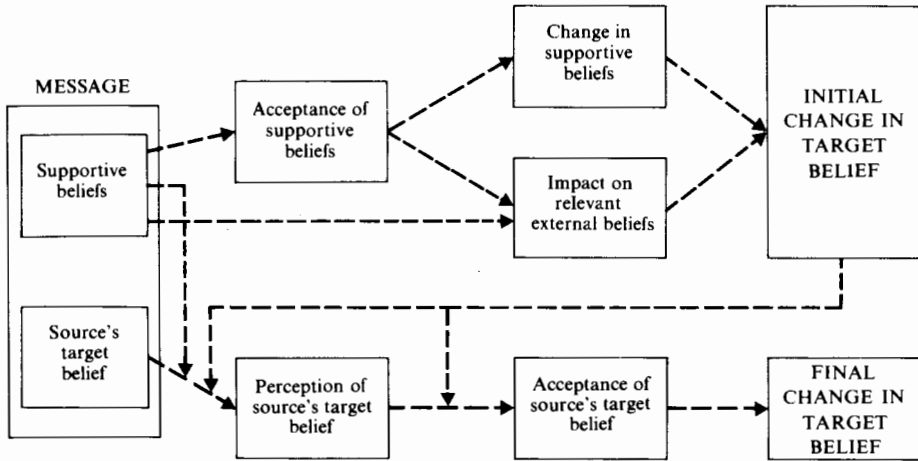 MESSAGE
Supportive
beliefs
Source's
target
belief
Acceptance of
supportive
beliefs
Change in
supportive
beliefs
Impact on
relevant
external beliefs
INITIAL
CHANGE IN
TARGET
BELIEF
Perception of
source's target
belief
Acceptance of
source's target
belief
FINAL
CHANGE IN
TARGET
BELIEF